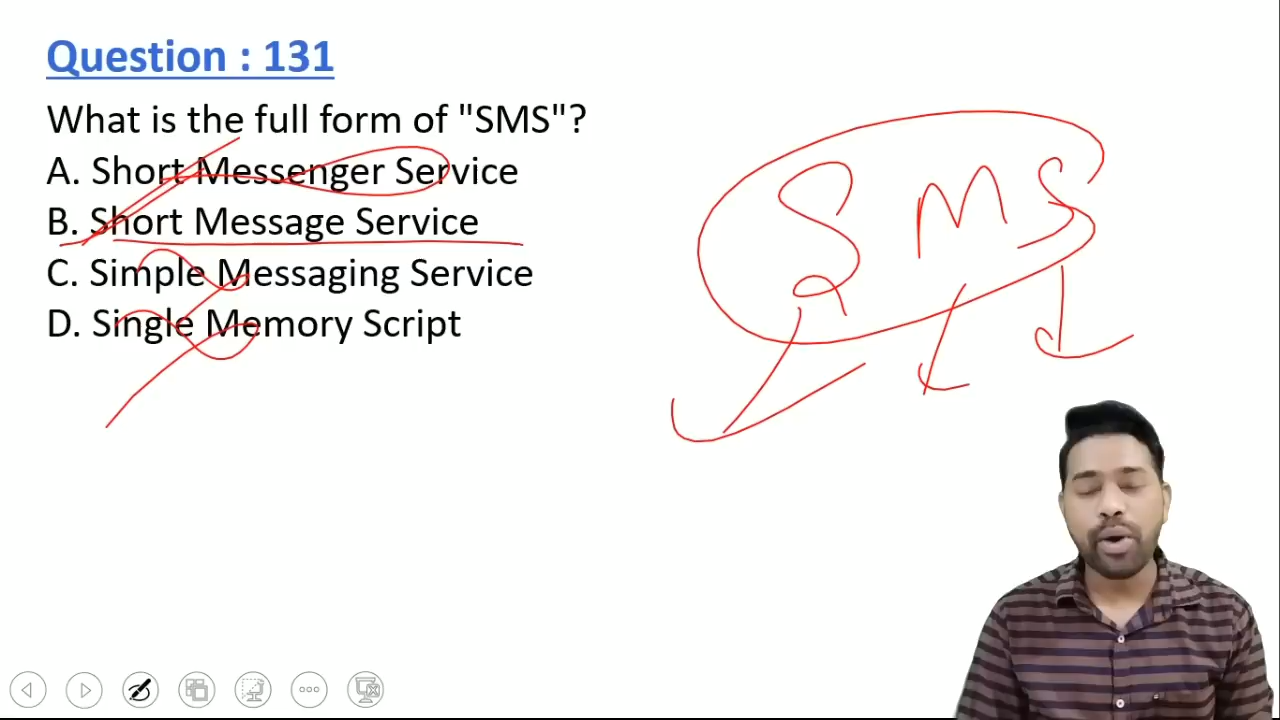 Question : 131
What is the full form of "SMS"?
A. Short Messenger Service
B. Short Message Service
C. Simple Messaging Service
D. Single Memory Script
SMS